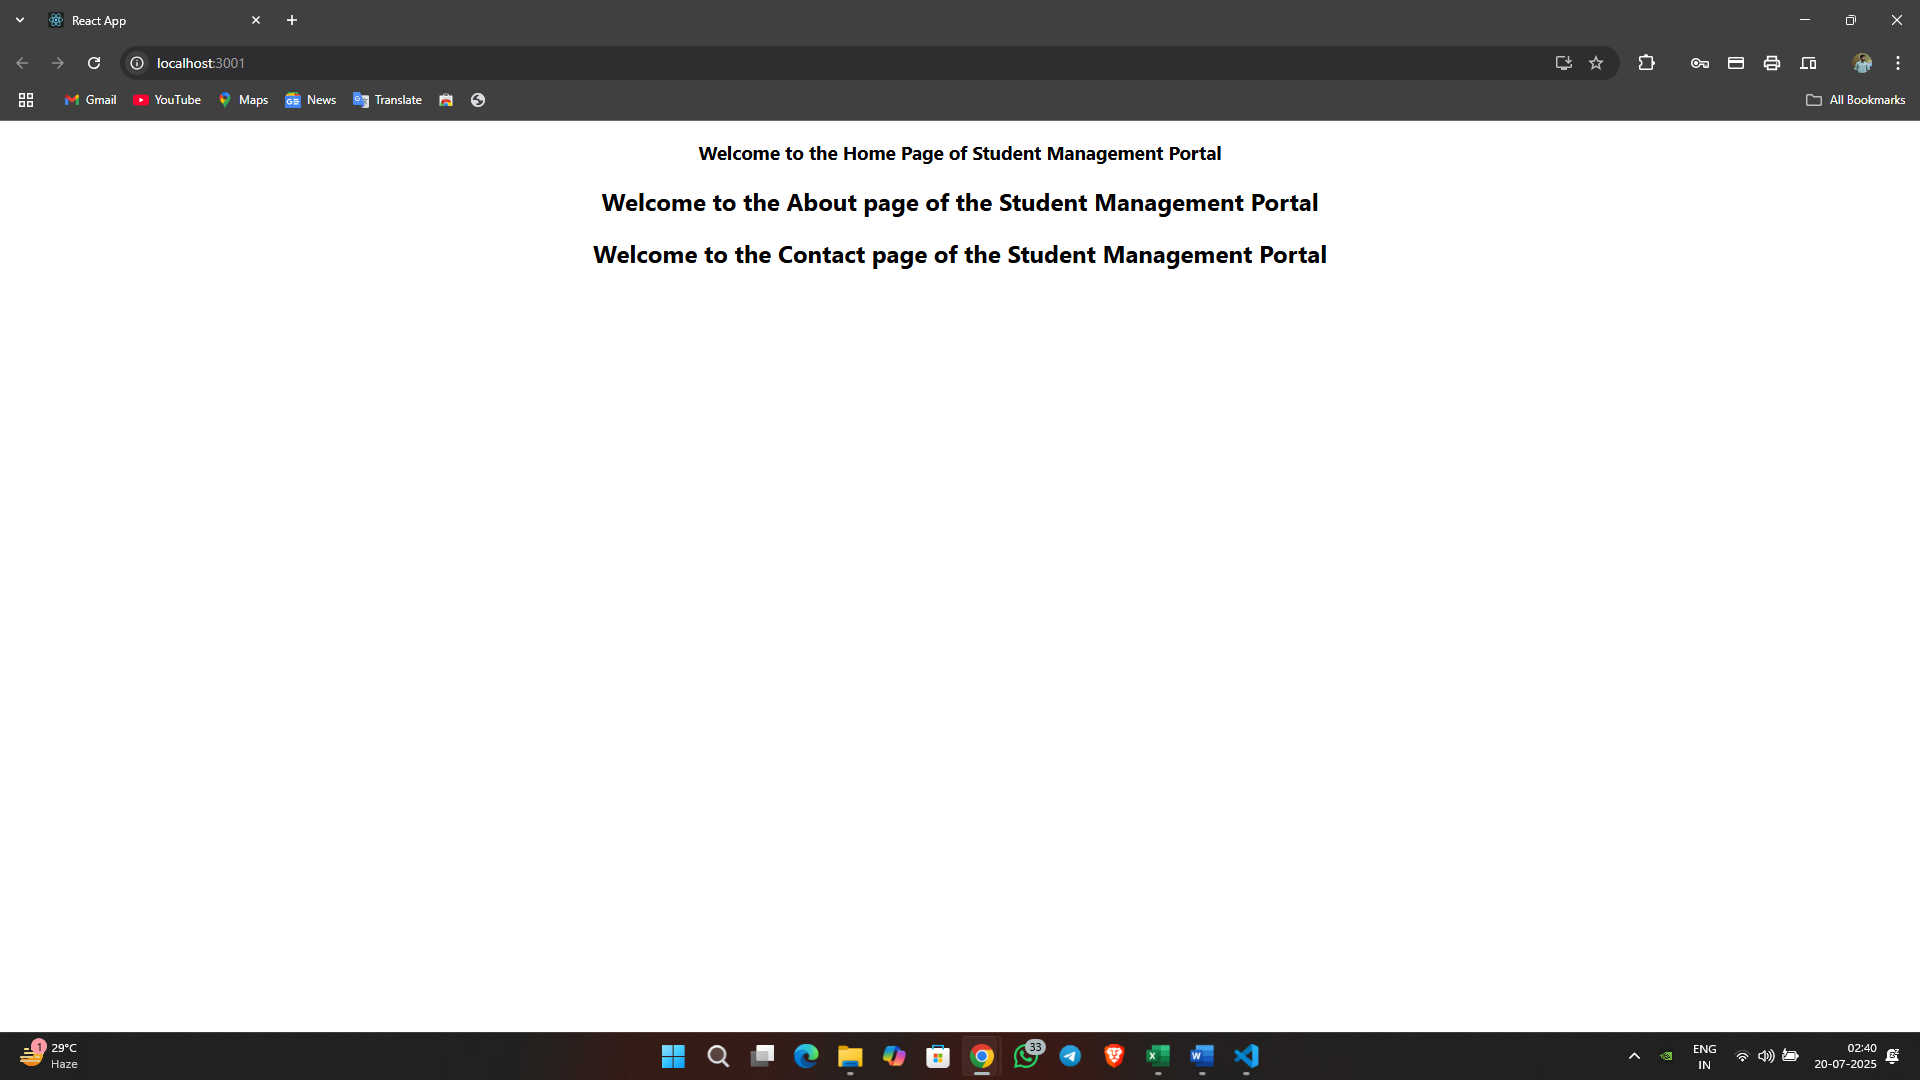 React App
localhost:3001
Gmail
YouTube
Maps
News
Translate
All Bookmarks
Welcome to the Home Page of Student Management Portal
Welcome to the About page of the Student Management Portal
Welcome to the Contact page of the Student Management Portal
1
29°C
Haze
33
ENG
IN
02:40
20-07-2025